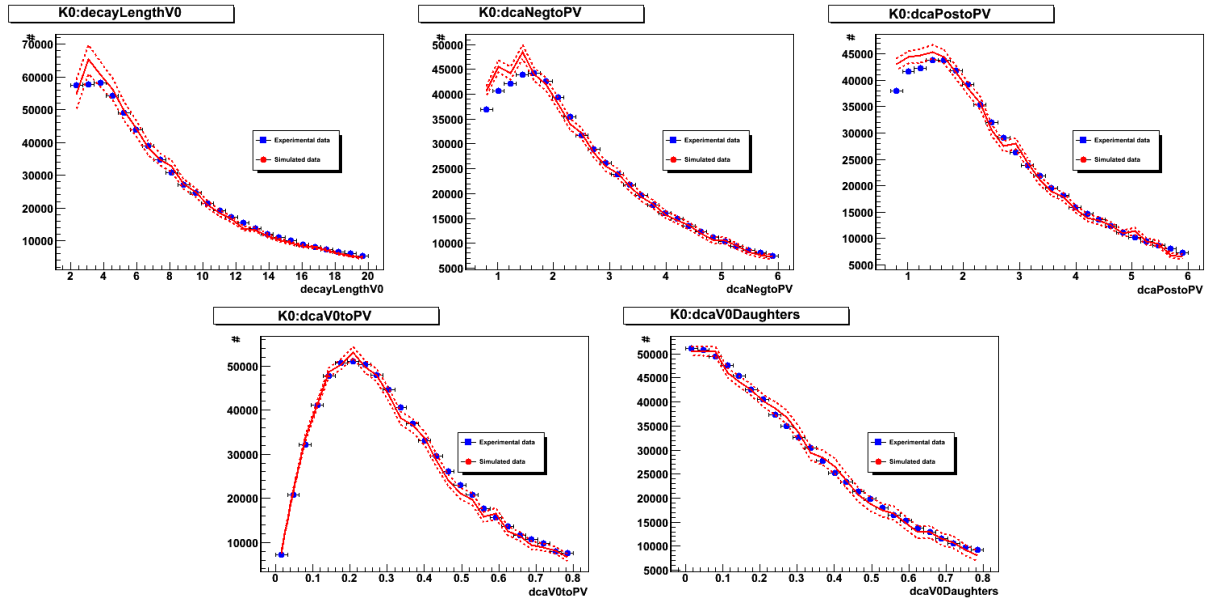 K0:decayLengthV0
#
70000
60000
50000
40000
30000
20000
10000
2 4 6 8 10 12 14 16 18 20
decayLengthV0
Experimental data
Simulated data
K0:dcaNegtoPV
#
50000
45000
40000
35000
30000
25000
20000
15000
10000
5000
1 2 3 4 5 6
dcaNegtoPV
Experimental data
Simulated data
K0:dcaPostoPV
#
45000
40000
35000
30000
25000
20000
15000
10000
5000
1 2 3 4 5 6
dcaPostoPV
Experimental data
Simulated data
K0:dcaV0toPV
#
50000
40000
30000
20000
10000
0 0.1 0.2 0.3 0.4 0.5 0.6 0.7 0.8
dcaV0toPV
Experimental data
Simulated data
K0:dcaV0Daughters
#
50000
45000
40000
35000
30000
25000
20000
15000
10000
5000
0 0.1 0.2 0.3 0.4 0.5 0.6 0.7 0.8
dcaV0Daughters
Experimental data
Simulated data